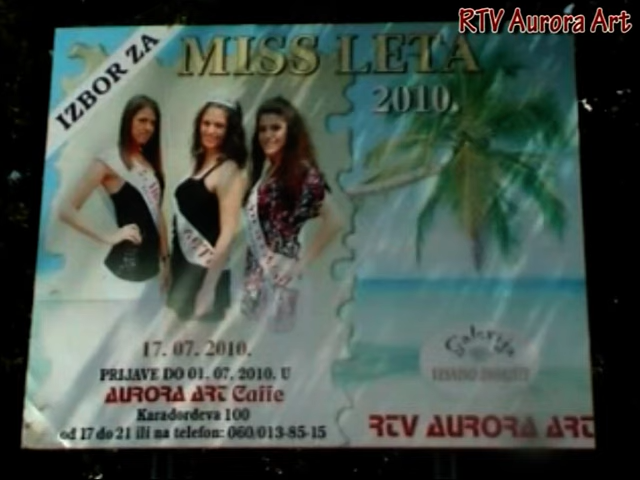 RTV Aurora Art
IZBOR ZA
MISS LETA
2010.
17. 07. 2010.
PRIJAVE DO 01. 07. 2010. U
AURORA ART Caffe
Karađorđeva 100
od 17 do 21 ili na telefon: 060/013-85-15
Galerija
RTV AURORA ART